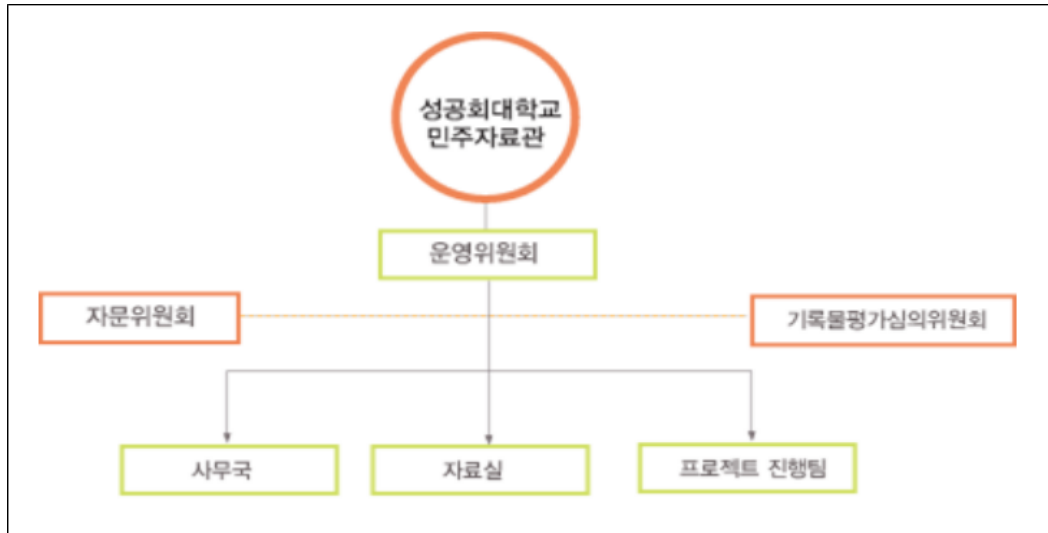 성공회대학교
민주자료관
운영위원회
자문위원회
기록물평가심의위원회
사무국
자료실
프로젝트 진행팀